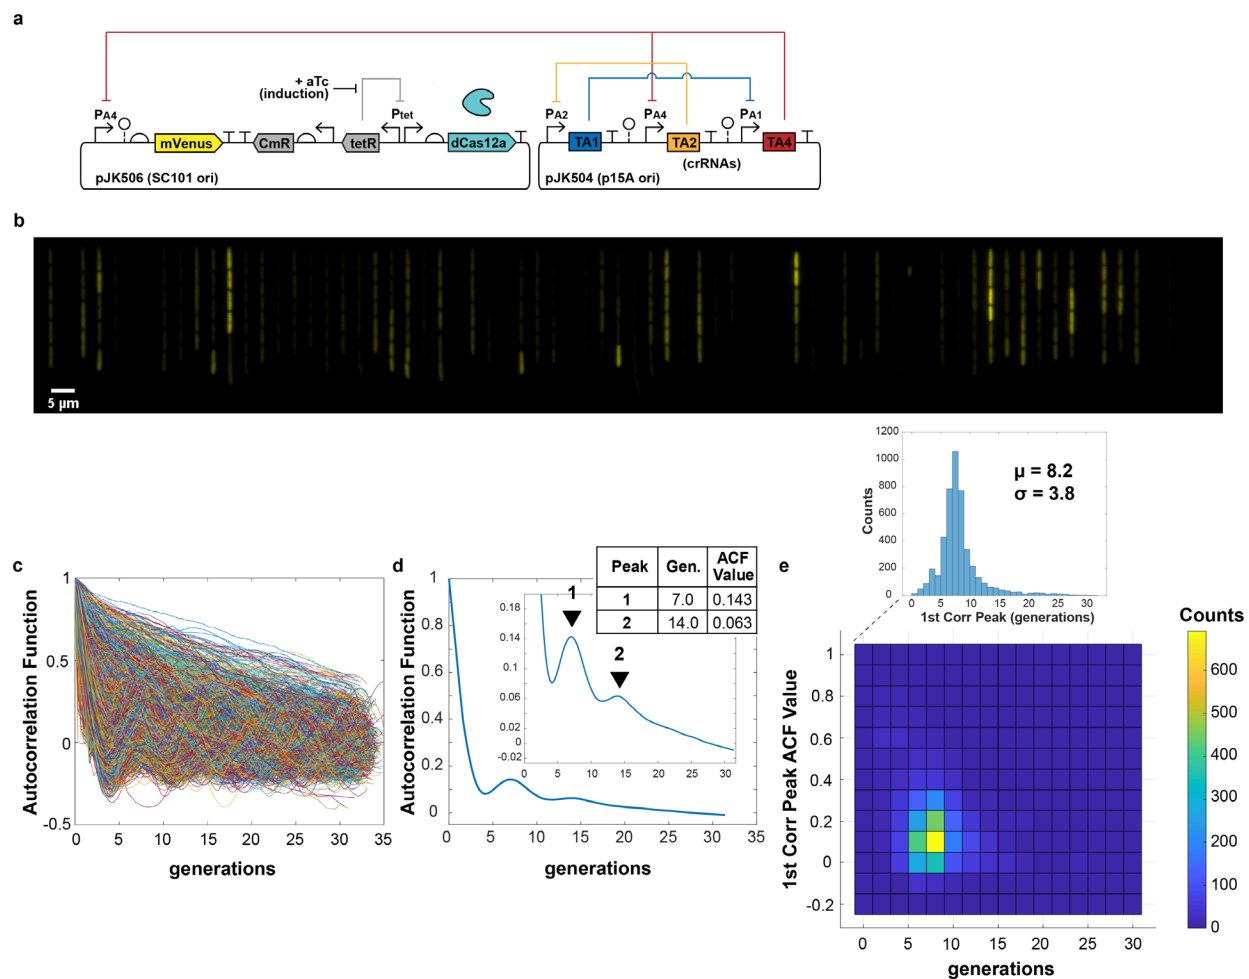 a
+ aTc
(induction)
PA4
Ptet
PA2
PA4
PA1
mVenus
CmR
tetR
dCas12a
TA1
TA2
TA4
(crRNAs)
pJK506 (SC101 ori)
pJK504 (p15A ori)
b
5 µm
1200
1000
800
600
400
200
0
Counts
µ = 8.2
σ = 3.8
0
5
10
15
20
25
30
1st Corr Peak (generations)
c
1
0.5
0
-0.5
Autocorrelation Function
0
5
10
15
20
25
30
35
generations
d
1
0.8
0.6
0.4
0.2
0
Autocorrelation Function
0
5
10
15
20
25
30
35
generations
0.18
0.14
0.1
0.06
0.02
0
-0.02
0
5
10
15
20
25
30
1
2
Peak Gen. ACF Value
1 7.0 0.143
2 14.0 0.063
e
1
0.8
0.6
0.4
0.2
0
-0.2
1st Corr Peak ACF Value
0
5
10
15
20
25
30
generations
Counts
600
500
400
300
200
100
0